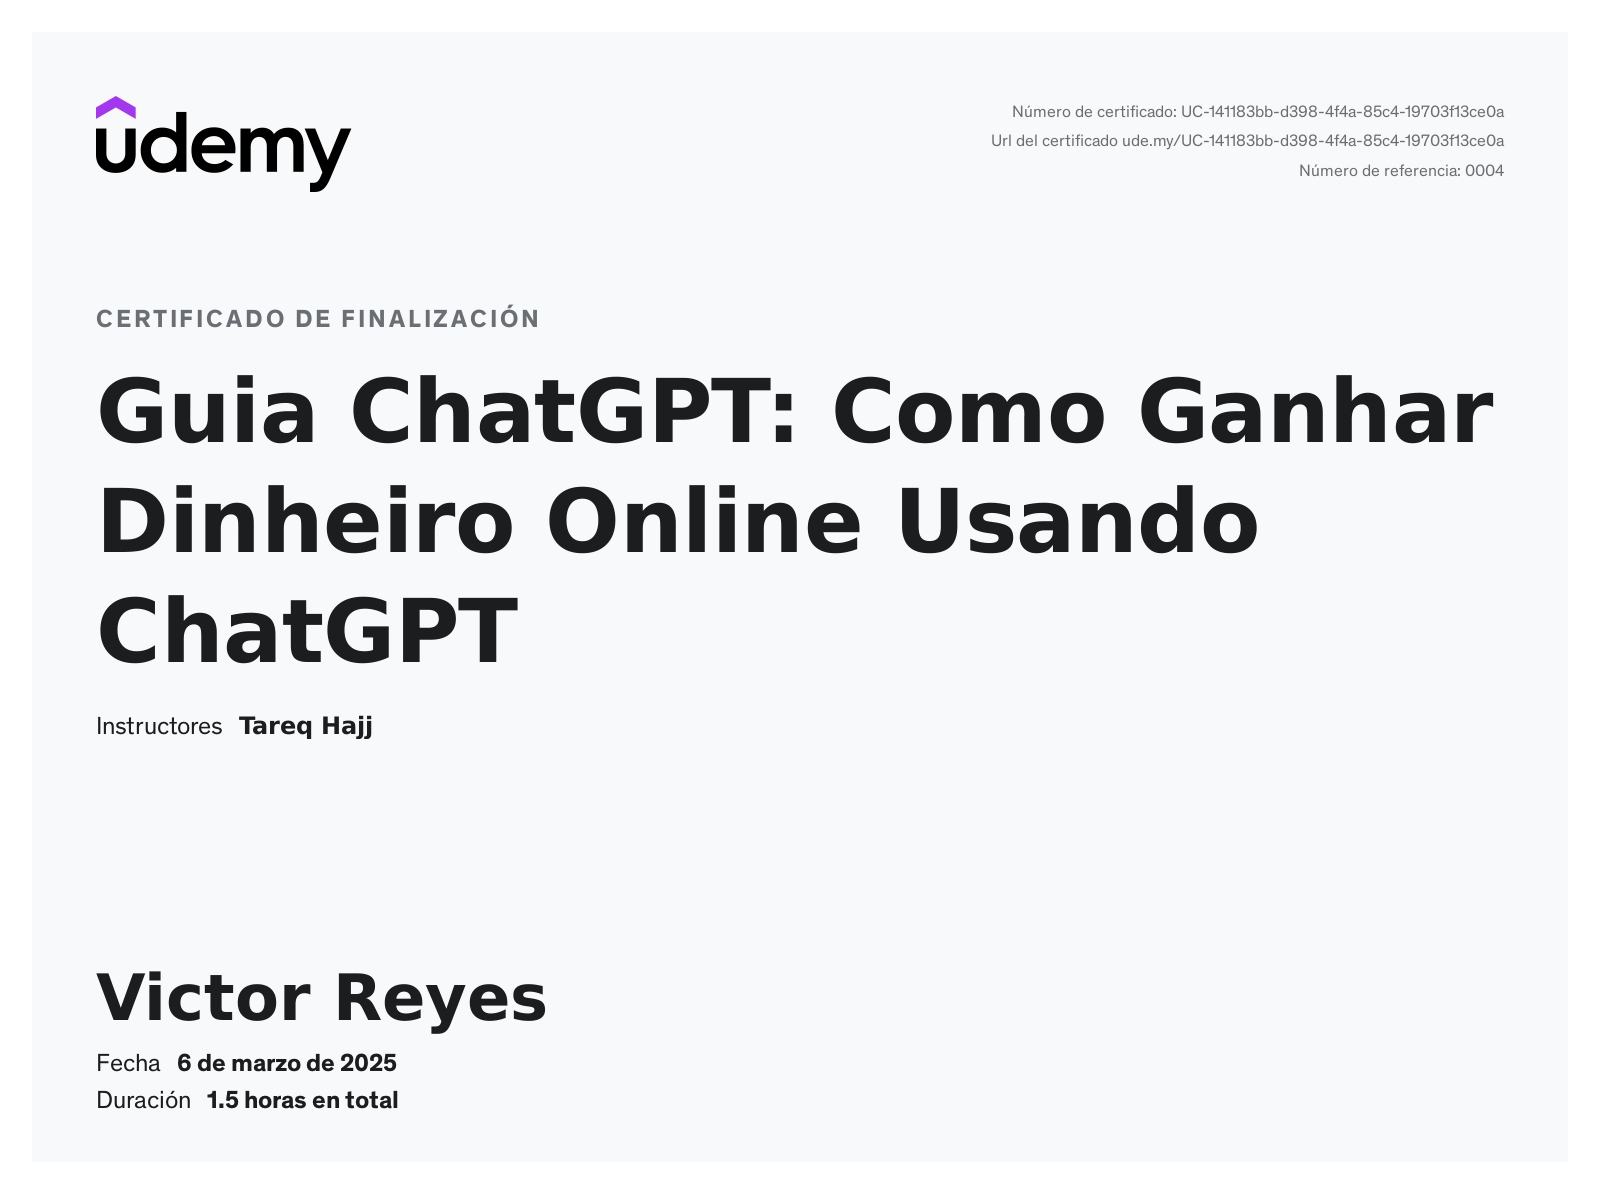 udemy
Número de certificado: UC-141183bb-d398-4f4a-85c4-19703f13ce0a
Url del certificado ude.my/UC-141183bb-d398-4f4a-85c4-19703f13ce0a
Número de referencia: 0004
CERTIFICADO DE FINALIZACIÓN
Guia ChatGPT: Como Ganhar
Dinheiro Online Usando
ChatGPT
Instructores Tareq Hajj
Victor Reyes
Fecha 6 de marzo de 2025
Duración 1.5 horas en total